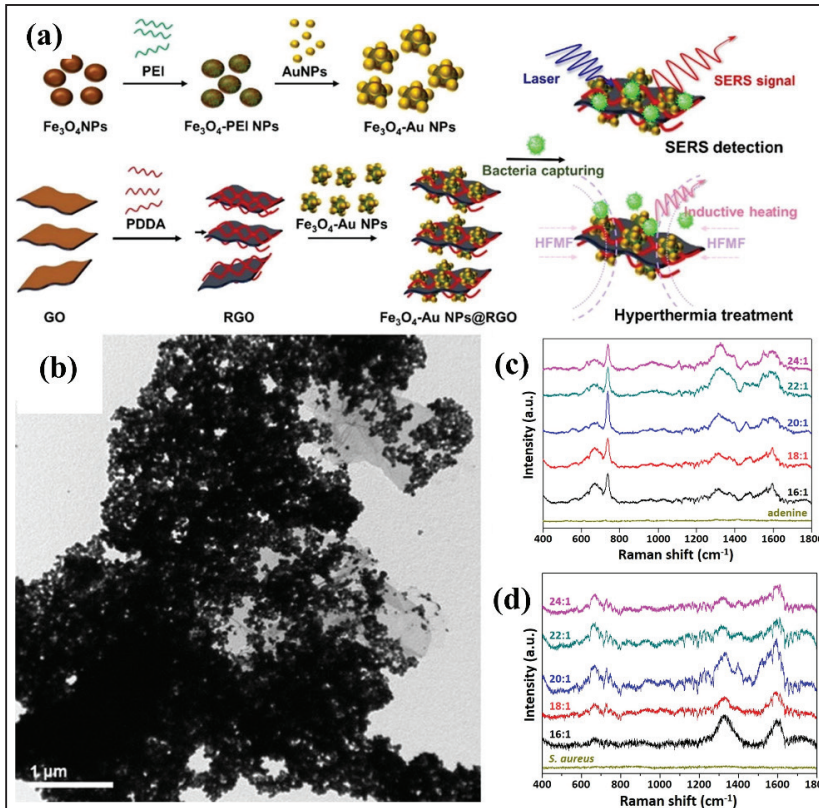 (a)
PEI
AuNPs
Fe3O4NPs
Fe3O4-PEI NPs
Fe3O4-Au NPs
Laser
SERS signal
SERS detection
Bacteria capturing
PDDA
Fe3O4-Au NPs
Inductive heating
HFMF
HFMF
GO
RGO
Fe3O4-Au NPs@RGO
Hyperthermia treatment
(b)
1 µm
(c)
24:1
22:1
20:1
18:1
16:1
adenine
Intensity (a.u.)
400 600 800 1000 1200 1400 1600 1800
Raman shift (cm-1)
(d)
24:1
22:1
20:1
18:1
16:1
S. aureus
Intensity (a.u.)
400 600 800 1000 1200 1400 1600 1800
Raman shift (cm-1)